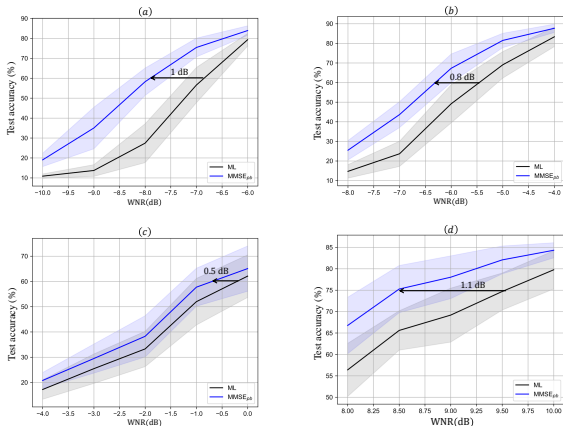 (a)
Test accuracy (%)
90
80
70
60
50
40
30
20
10
1 dB
ML
MMSE_pb
−10.0 −9.5 −9.0 −8.5 −8.0 −7.5 −7.0 −6.5 −6.0
WNR(dB)
(b)
Test accuracy (%)
90
80
70
60
50
40
30
20
10
0.8 dB
ML
MMSE_pb
−8.0 −7.5 −7.0 −6.5 −6.0 −5.5 −5.0 −4.5 −4.0
WNR(dB)
(c)
Test accuracy (%)
70
60
50
40
30
20
0.5 dB
ML
MMSE_pb
−4.0 −3.5 −3.0 −2.5 −2.0 −1.5 −1.0 −0.5 0.0
WNR(dB)
(d)
Test accuracy (%)
85
80
75
70
65
60
55
50
1.1 dB
ML
MMSE_pb
8.00 8.25 8.50 8.75 9.00 9.25 9.50 9.75 10.00
WNR(dB)